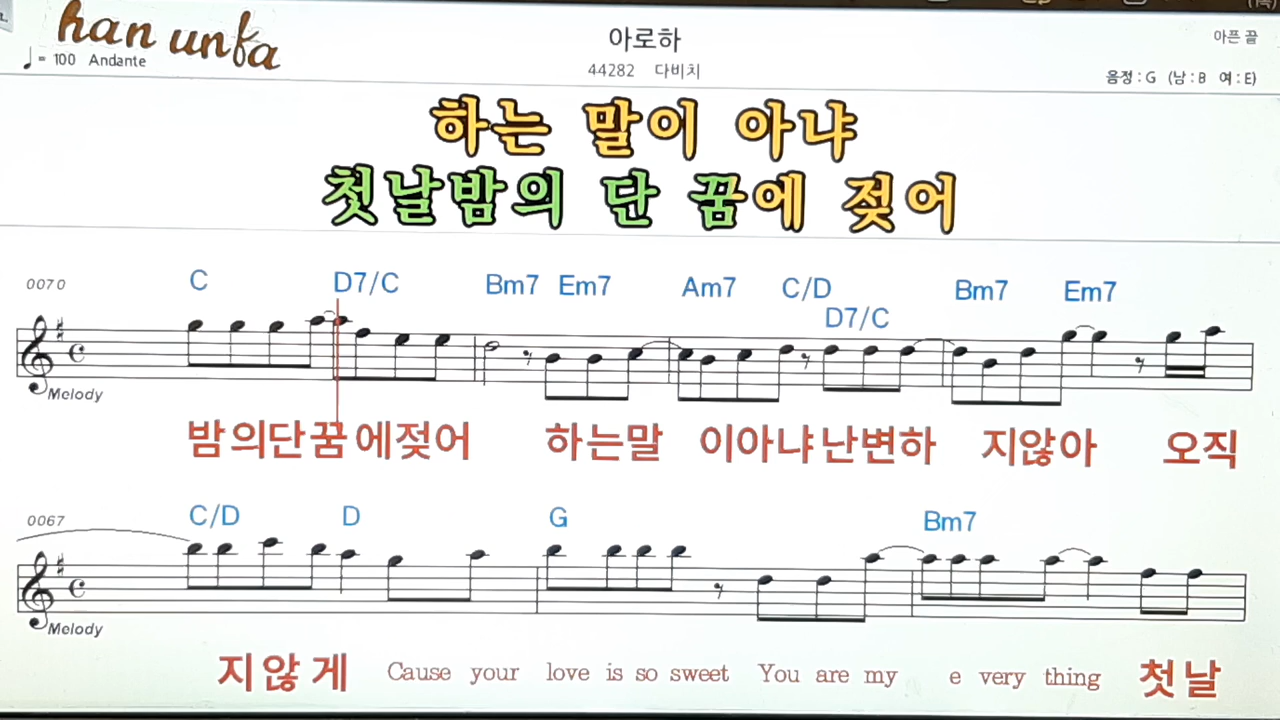 han unfa
♩= 100 Andante
아로하
44282 다비치
아픈 끝
음정 : G (남 : B 여 : E)
하는 말이 아냐
첫날밤의 단 꿈에 젖어
0070
C D7/C Bm7 Em7 Am7 C/D D7/C Bm7 Em7
Melody
밤의단꿈에젖어 하는말 이아냐난변하 지않아 오직
0067
C/D D G Bm7
Melody
지않게 Cause your love is so sweet You are my e very thing 첫날